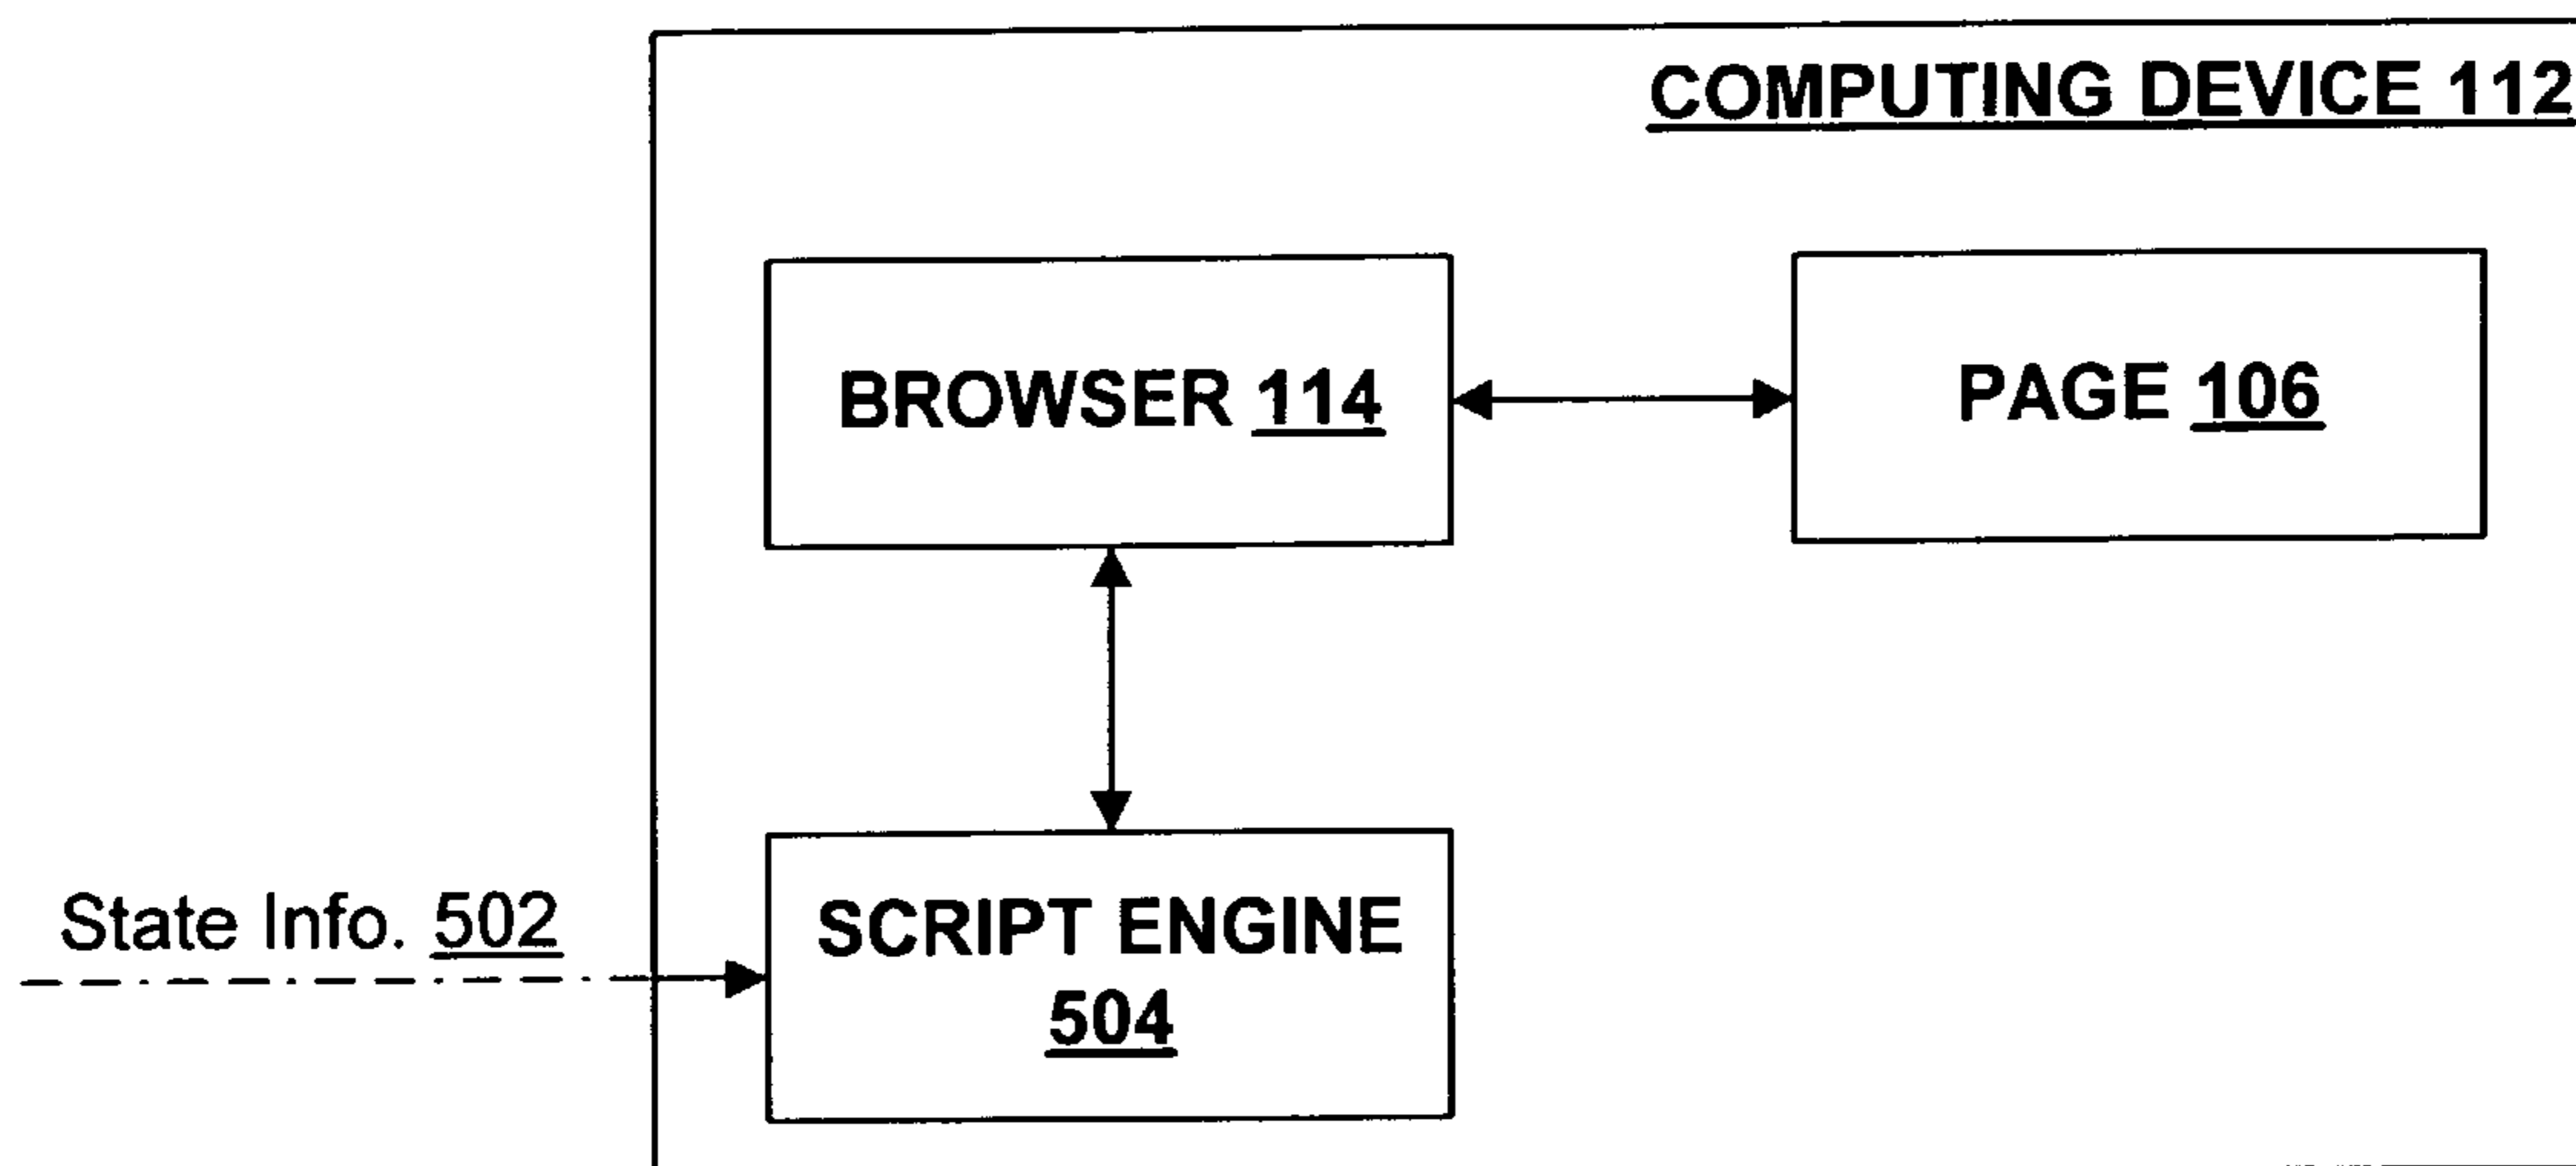 COMPUTING DEVICE 112
BROWSER 114
PAGE 106
State Info. 502
SCRIPT ENGINE
504